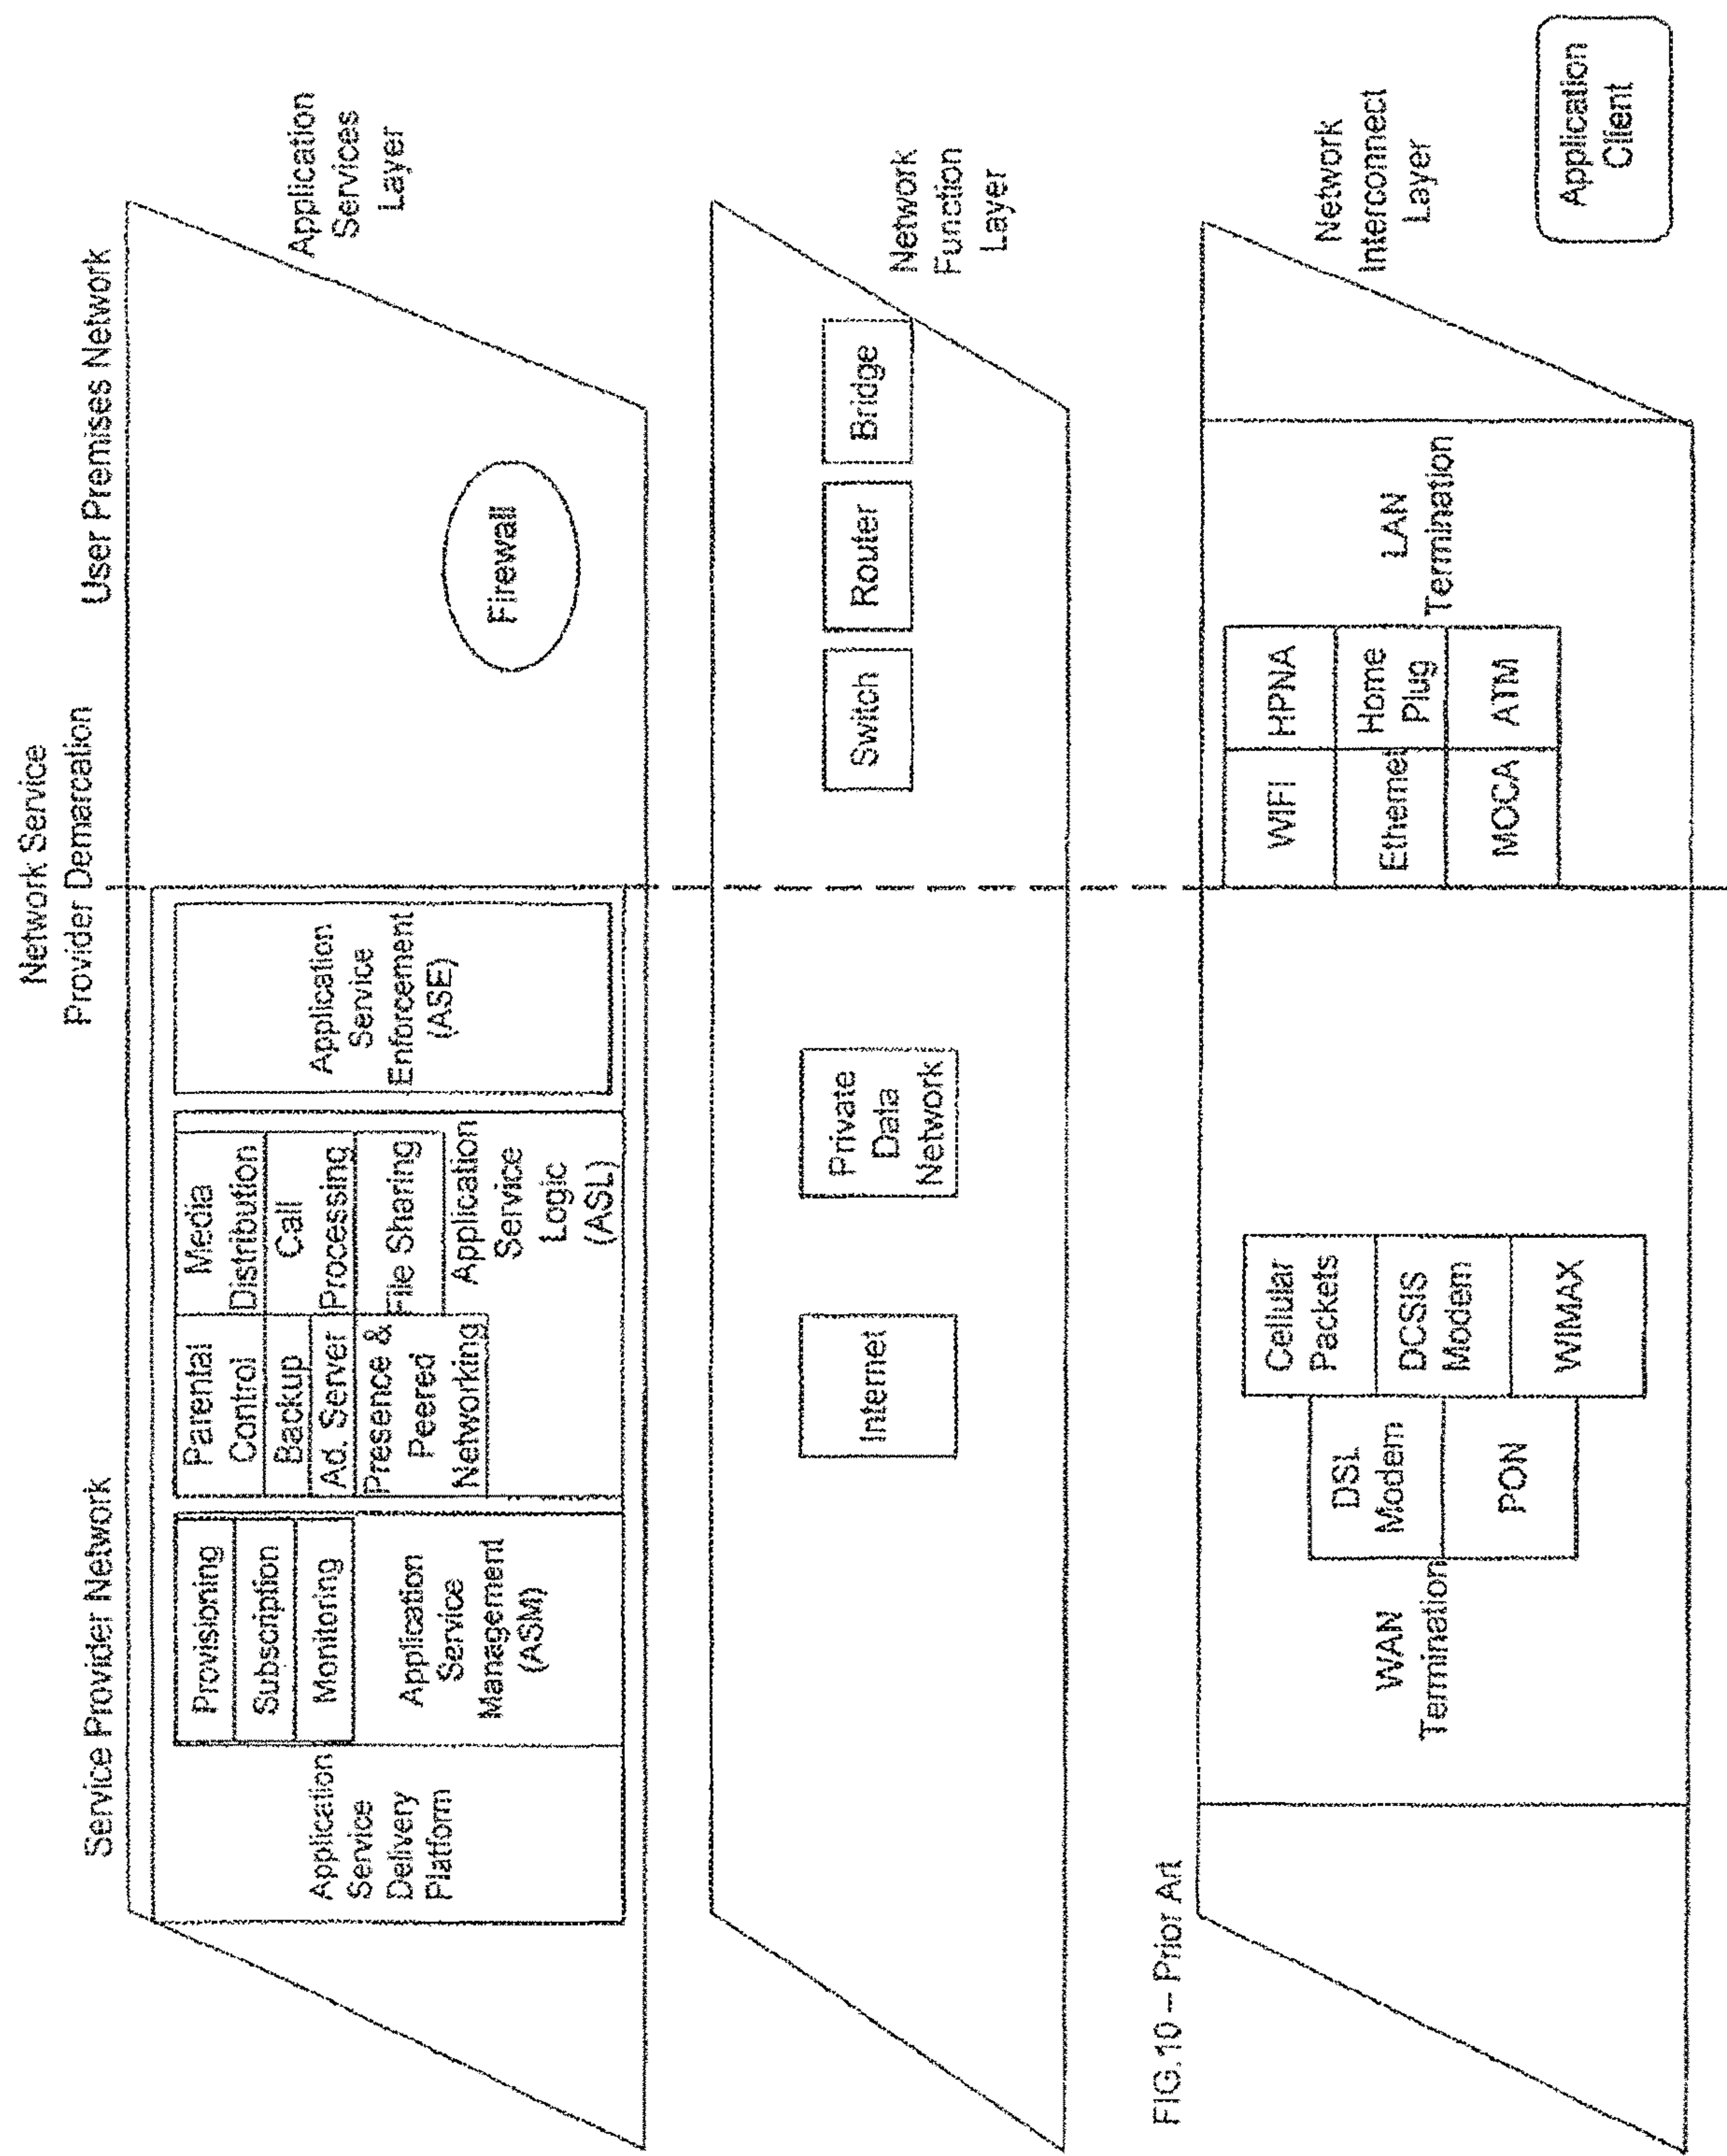 Network Service
Provider Demarcation
Service Provider Network
User Premises Network
Application
Services
Layer
Application
Service
Delivery
Platform
Provisioning
Subscription
Monitoring
Application
Service
Management
(ASM)
Parental
Control
Backup
Ad. Server
Presence &
Peered
Networking
Media
Distribution
Call
Processing
File Sharing
Application
Service
Logic
(ASL)
Application
Service
Enforcement
(ASE)
Firewall
Network
Function
Layer
Internet
Private
Data
Network
Switch
Router
Bridge
FIG.10 – Prior Art
Network
Interconnect
Layer
WAN
Termination
DSL
Modem
PON
Cellular
Packets
DCSIS
Modem
WIMAX
WIFI
HPNA
Ethernet
Home
Plug
MOCA
ATM
LAN
Termination
Application
Client